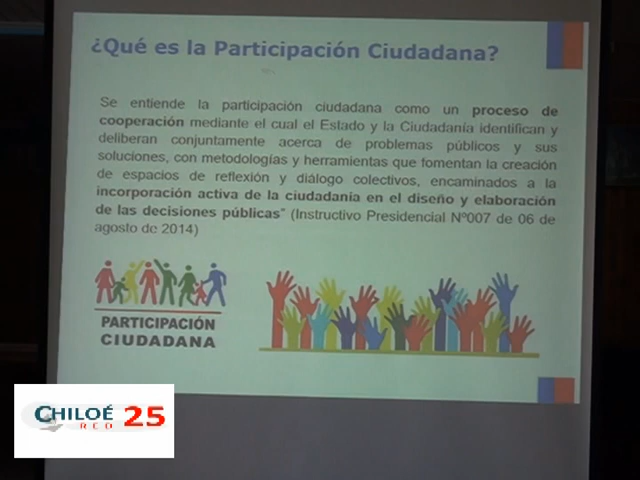 ¿Qué es la Participación Ciudadana?
Se entiende la participación ciudadana como un proceso de
cooperación mediante el cual el Estado y la Ciudadanía identifican y
deliberan conjuntamente acerca de problemas públicos y sus
soluciones, con metodologías y herramientas que fomentan la creación
de espacios de reflexión y diálogo colectivos, encaminados a la
incorporación activa de la ciudadanía en el diseño y elaboración
de las decisiones públicas" (Instructivo Presidencial Nº007 de 06 de
agosto de 2014)
PARTICIPACIÓN
CIUDADANA
CHILOÉ 25
RED